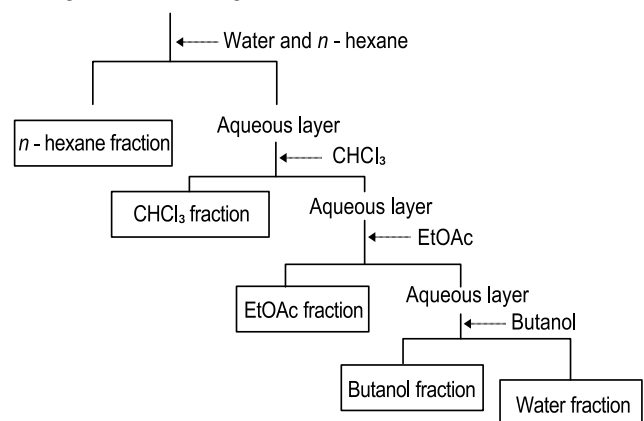 Water and n - hexane
n - hexane fraction
Aqueous layer
CHCl₃
CHCl₃ fraction
Aqueous layer
EtOAc
EtOAc fraction
Aqueous layer
Butanol
Butanol fraction
Water fraction